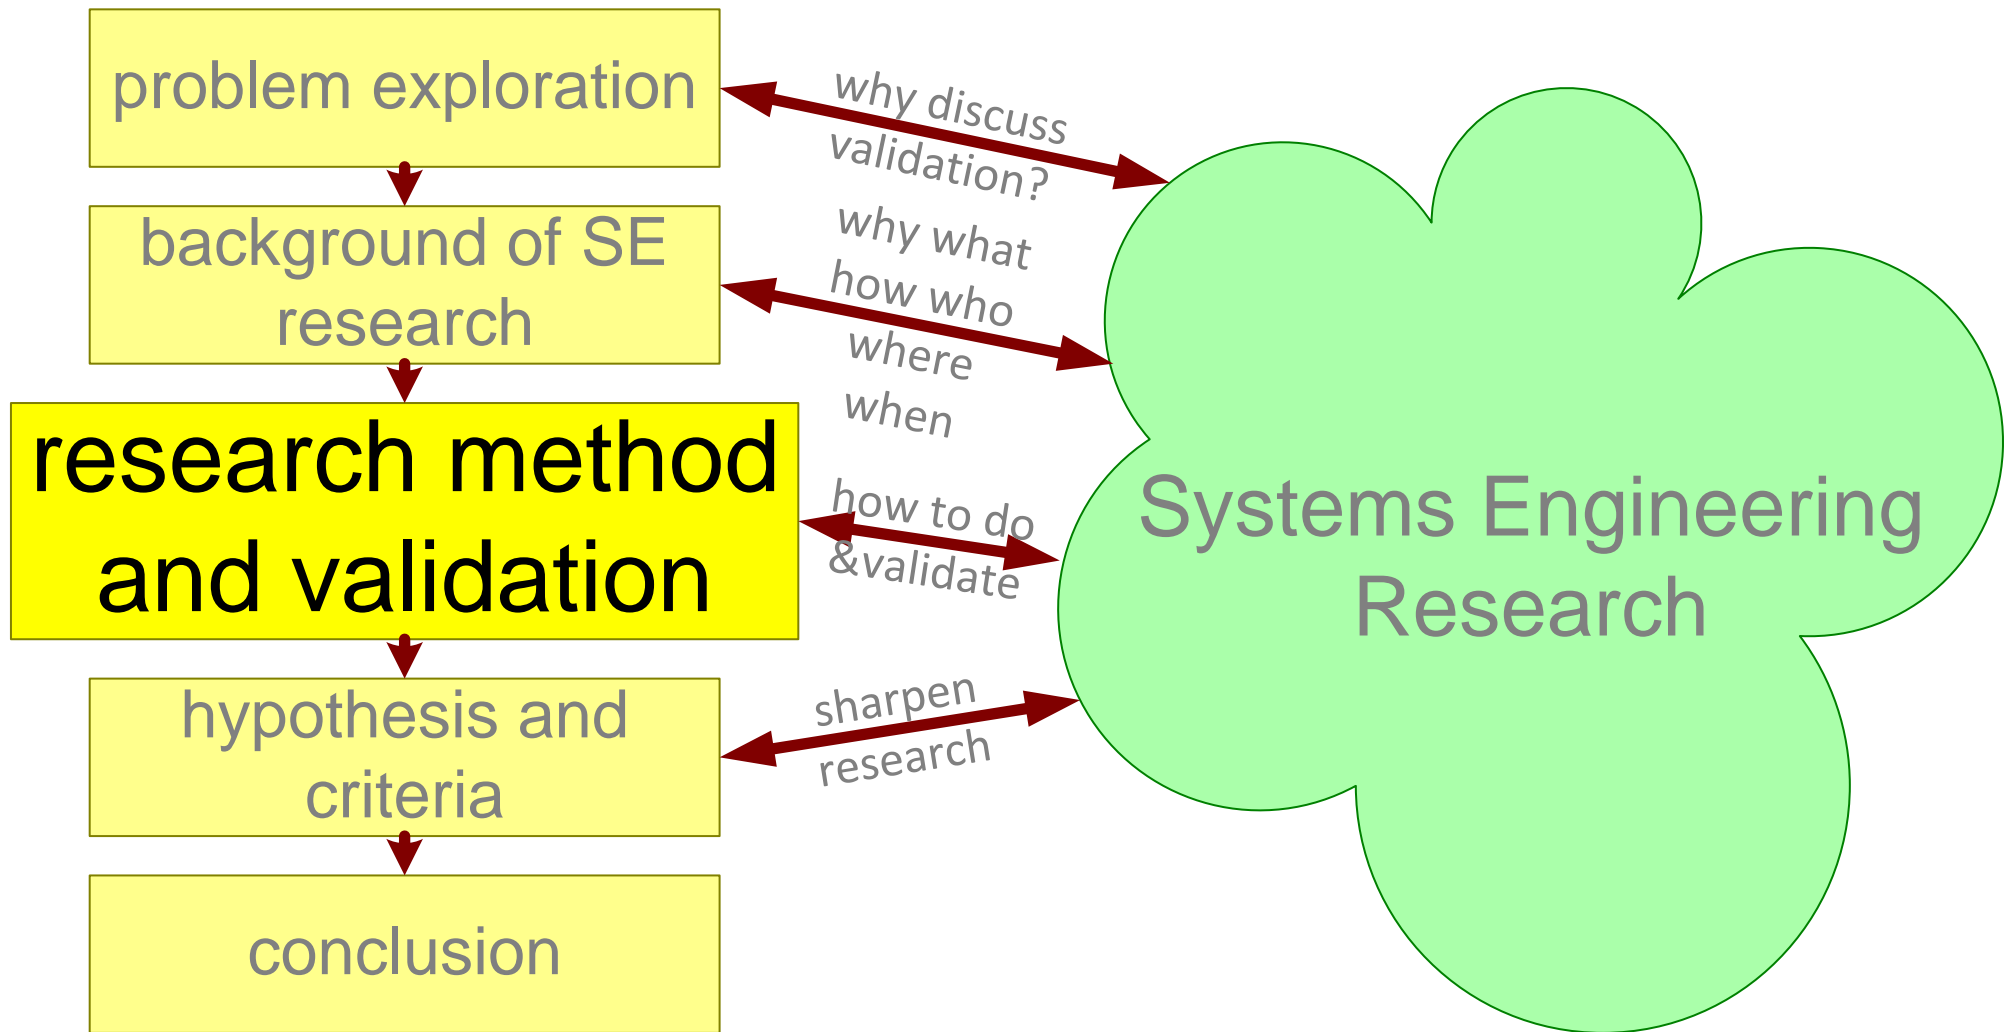 problem exploration
why discuss
validation?
background of SE
research
why what
how who
where
when
research method
and validation
how to do
&validate
Systems Engineering
Research
hypothesis and
criteria
sharpen
research
conclusion